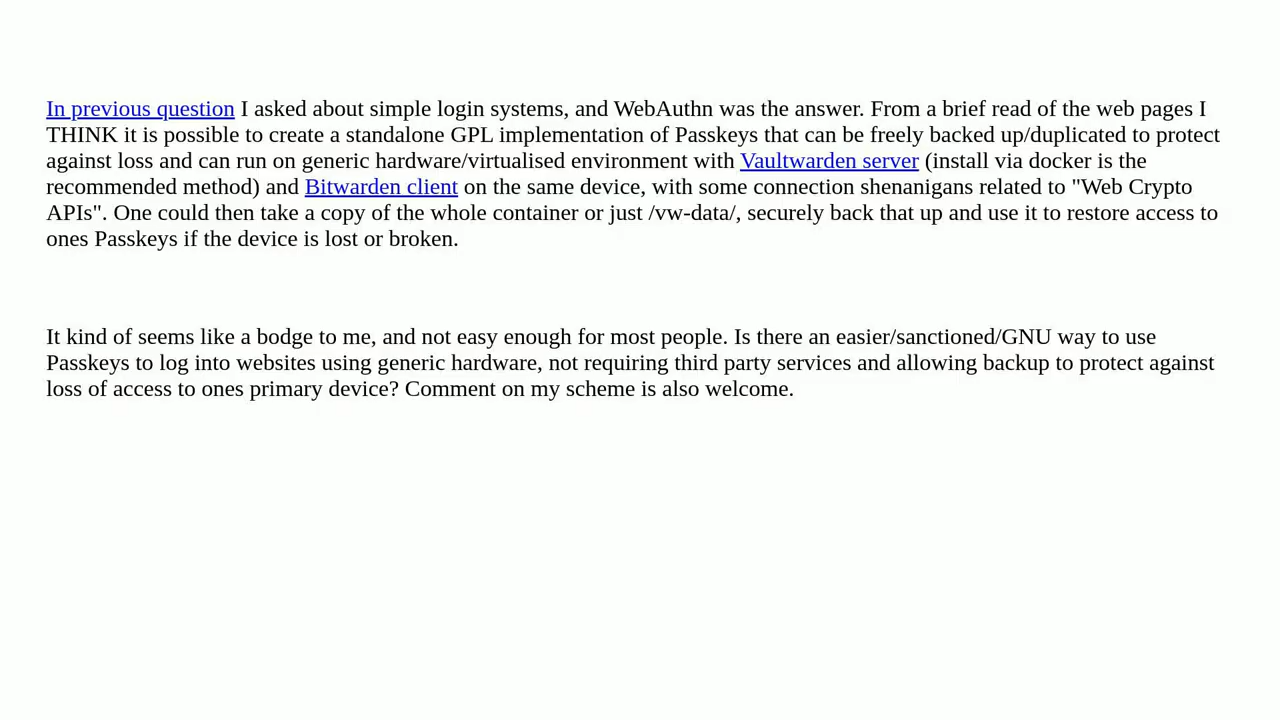 In previous question I asked about simple login systems, and WebAuthn was the answer. From a brief read of the web pages I
THINK it is possible to create a standalone GPL implementation of Passkeys that can be freely backed up/duplicated to protect
against loss and can run on generic hardware/virtualised environment with Vaultwarden server (install via docker is the
recommended method) and Bitwarden client on the same device, with some connection shenanigans related to "Web Crypto
APIs". One could then take a copy of the whole container or just /vw-data/, securely back that up and use it to restore access to
ones Passkeys if the device is lost or broken.
It kind of seems like a bodge to me, and not easy enough for most people. Is there an easier/sanctioned/GNU way to use
Passkeys to log into websites using generic hardware, not requiring third party services and allowing backup to protect against
loss of access to ones primary device? Comment on my scheme is also welcome.